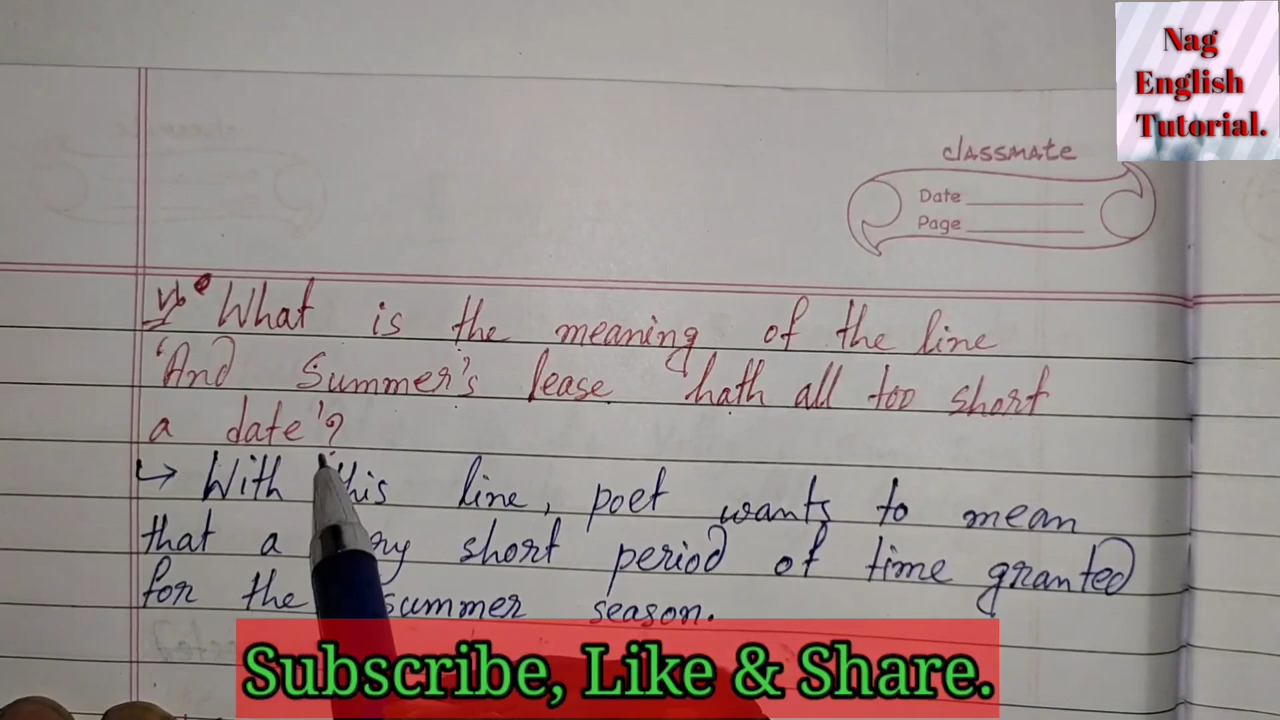 Nag
English
Tutorial.
classmate
Date
Page
What is the meaning of the line
'And Summer's lease hath all too short
a date'?
↳ With this line, poet wants to mean
that a short period of time granted
for the summer season.
Subscribe, Like & Share.